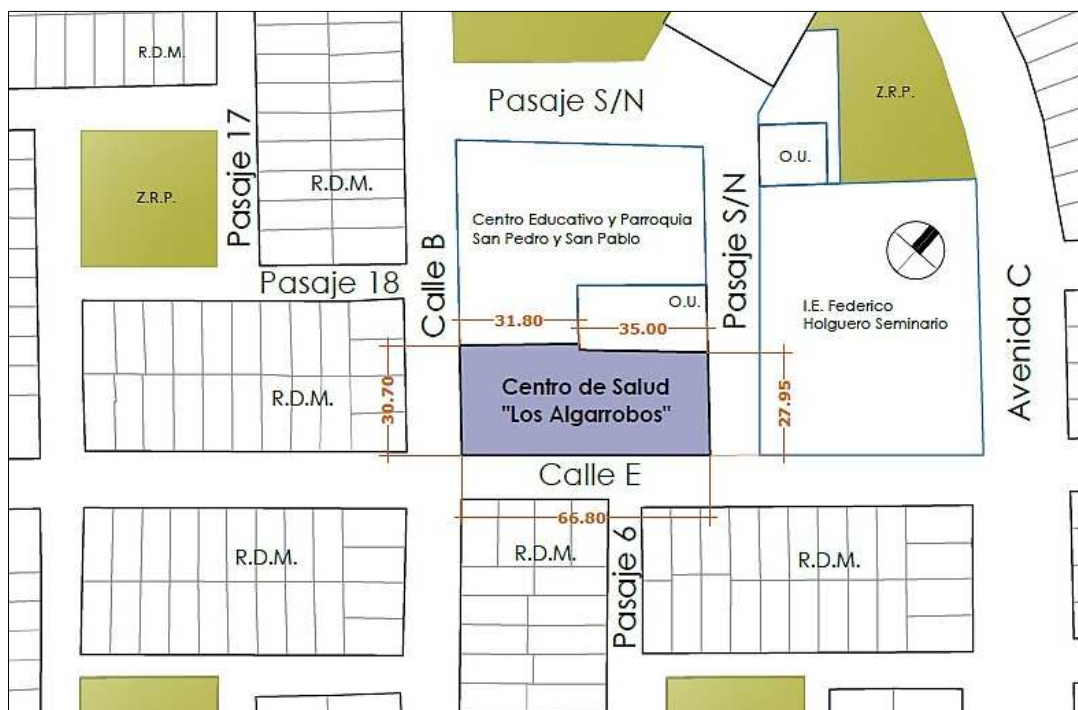 R.D.M.
Pasaje S/N
Z.R.P.
Pasaje 17
O.U.
Z.R.P.
R.D.M.
Centro Educativo y Parroquia
San Pedro y San Pablo
Pasaje S/N
Calle B
Pasaje 18
O.U.
I.E. Federico
Holguero Seminario
Avenida C
31.80
35.00
30.70
27.95
R.D.M.
Centro de Salud
"Los Algarrobos"
Calle E
66.80
R.D.M.
R.D.M.
Pasaje 6
R.D.M.